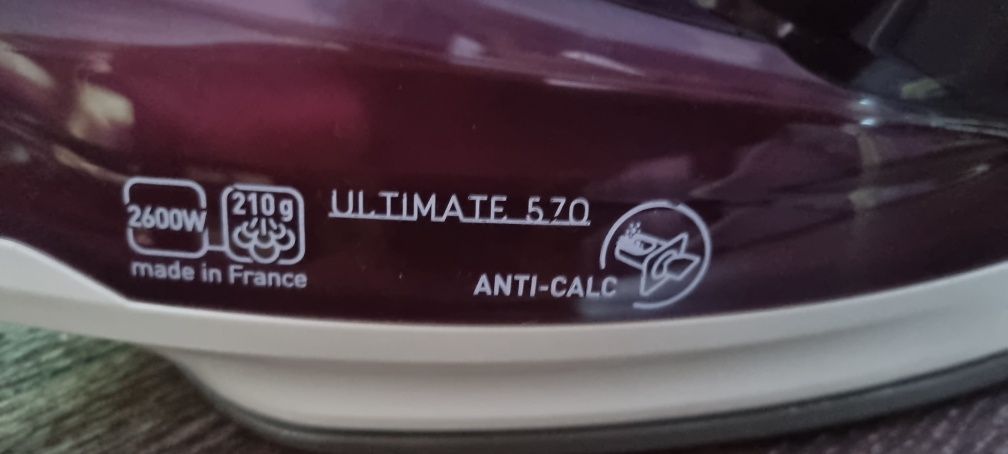 2600W
210g
made in France
ULTIMATE 570
ANTI-CALC